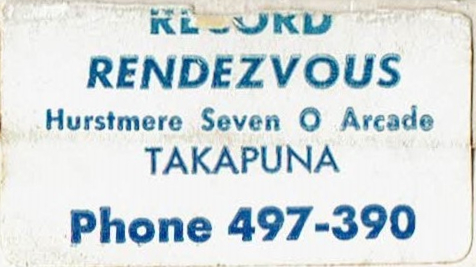 RECORD
RENDEZVOUS
Hurstmere Seven O Arcade
TAKAPUNA
Phone 497-390